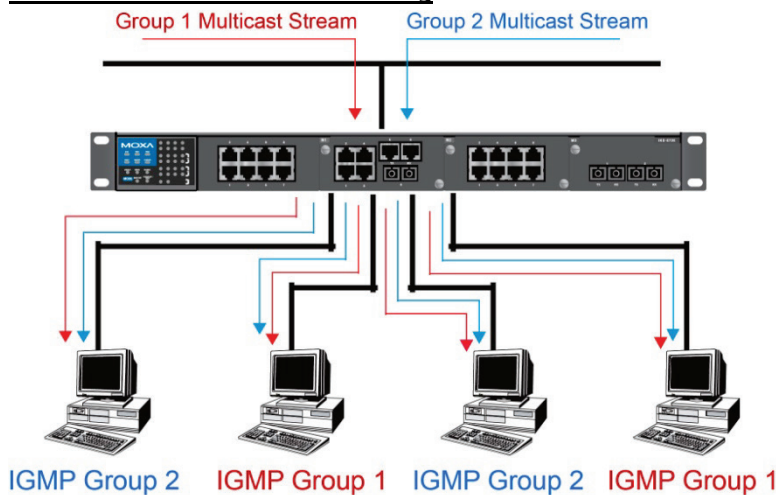 Group 1 Multicast Stream
Group 2 Multicast Stream
MOXA
IGMP Group 2
IGMP Group 1
IGMP Group 2
IGMP Group 1